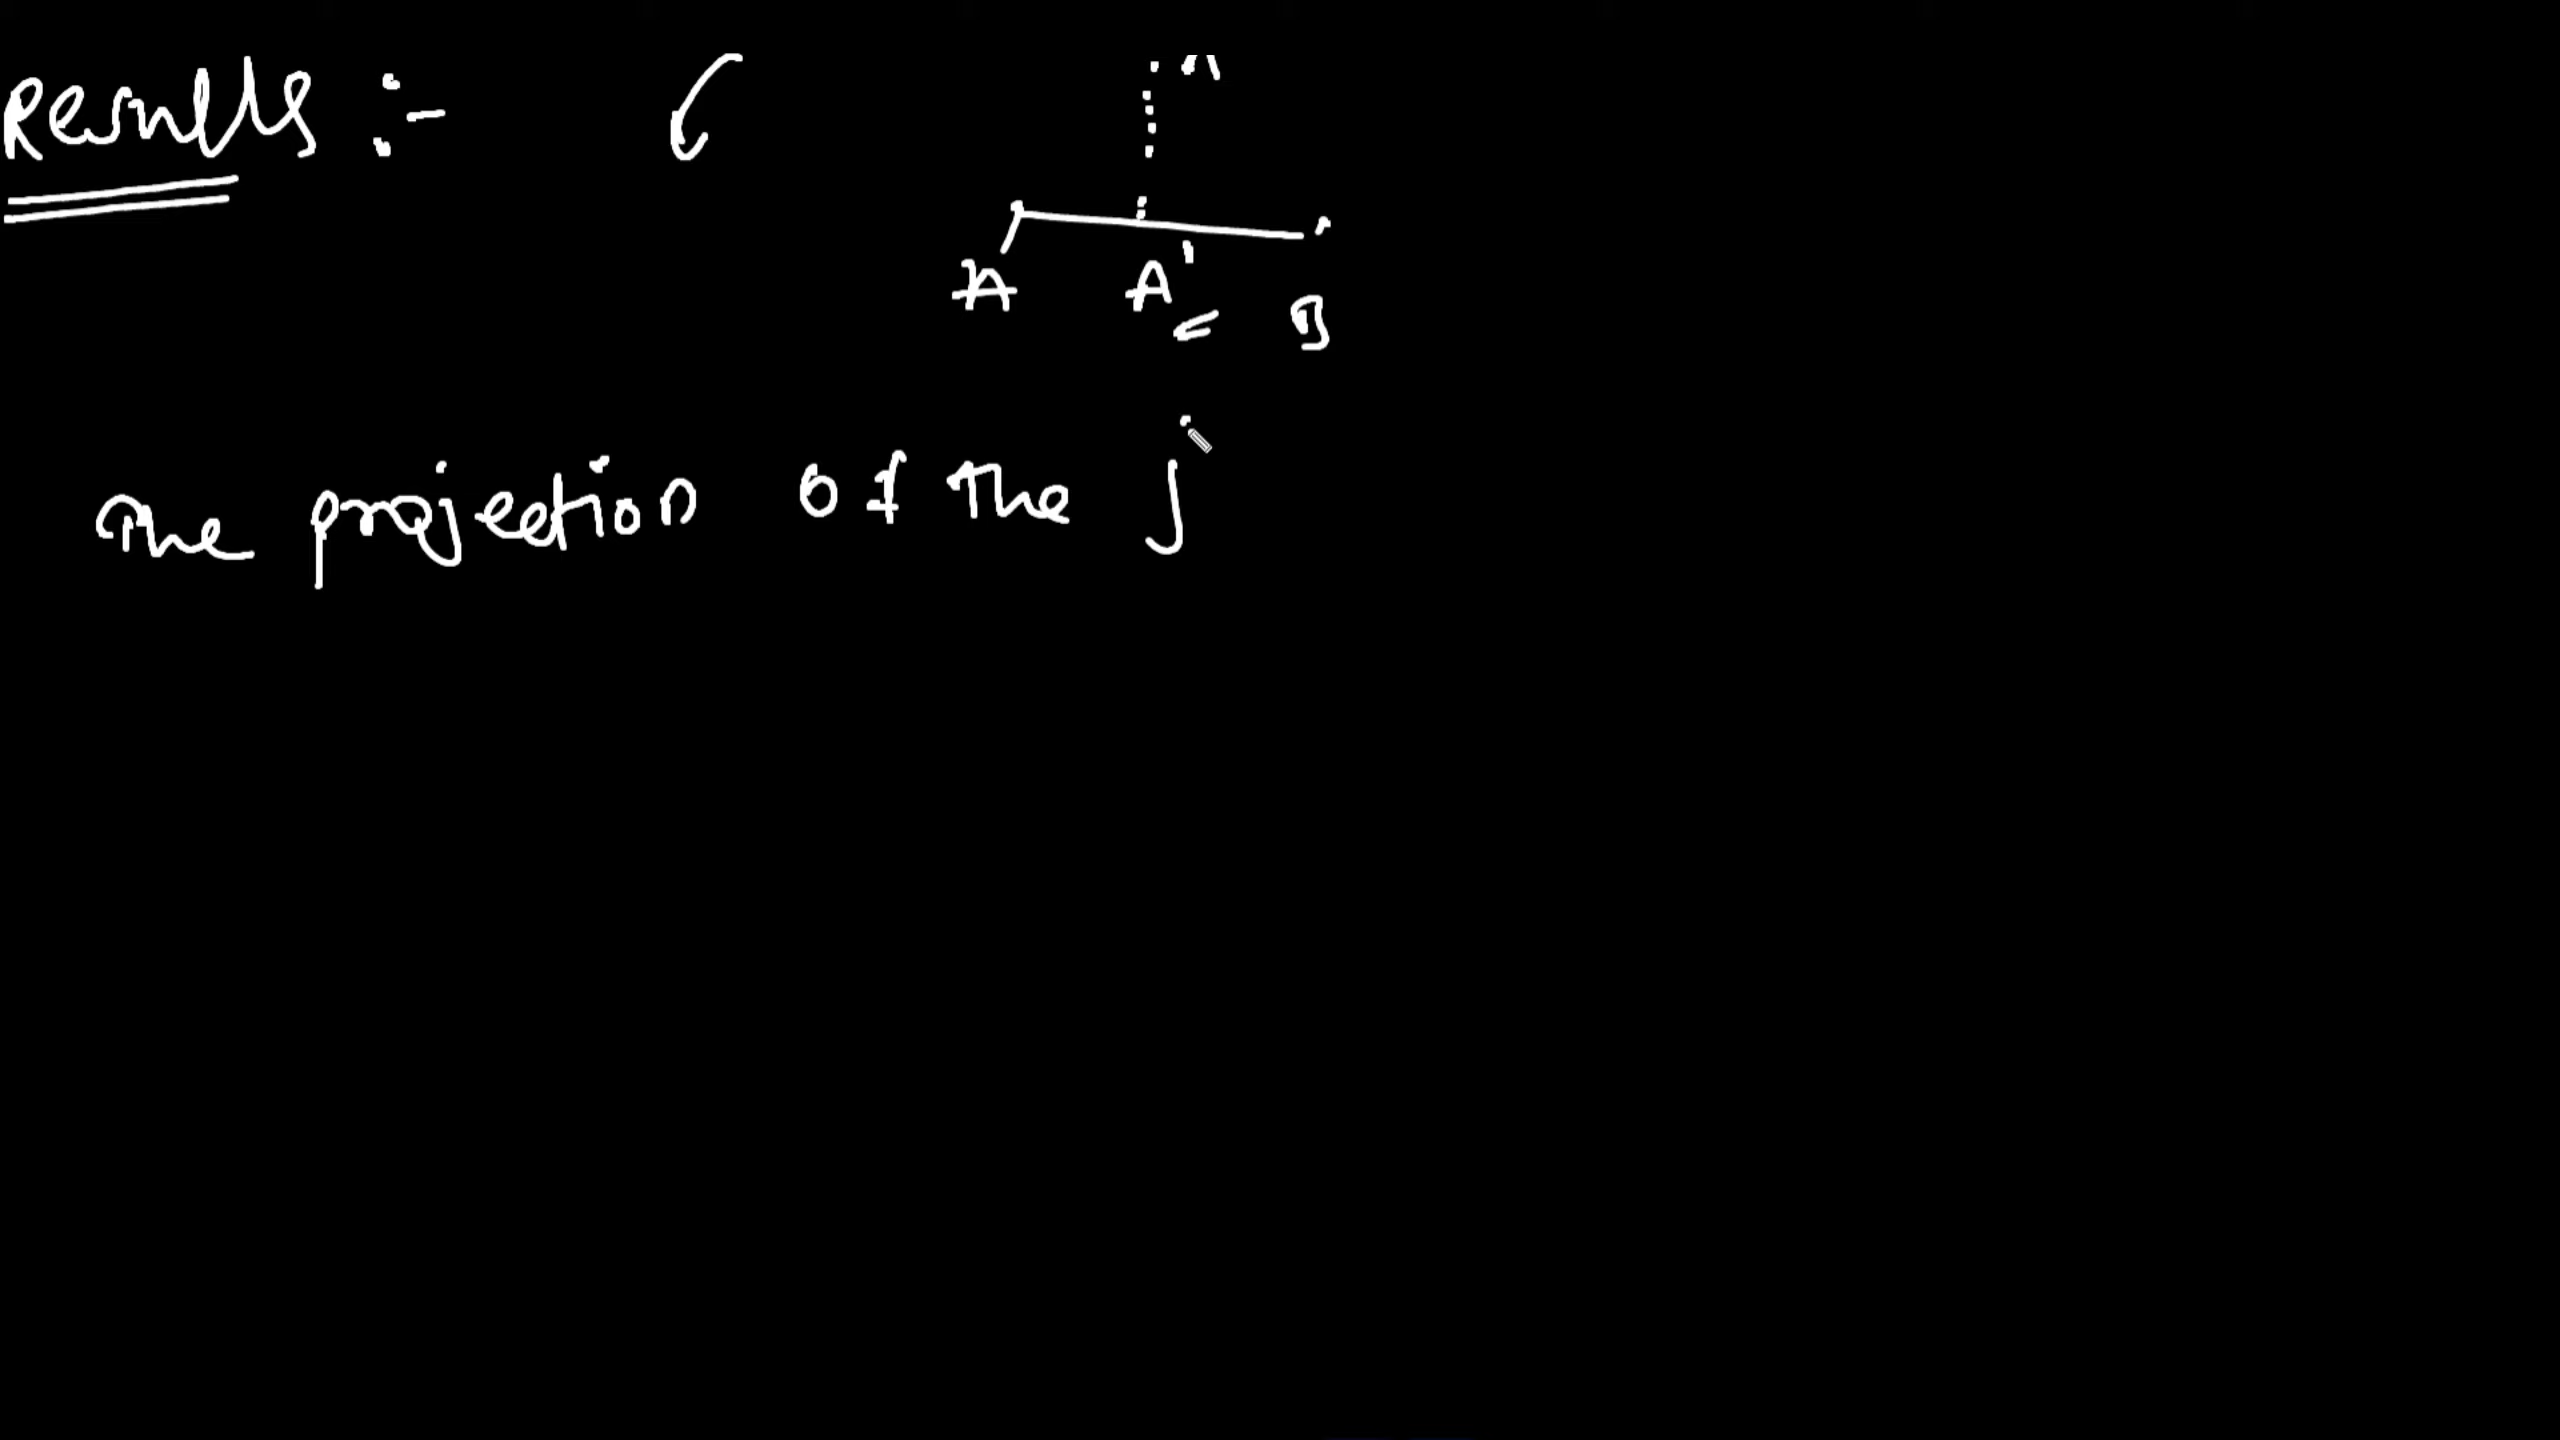 Results :-
A A' B
The projection of the j